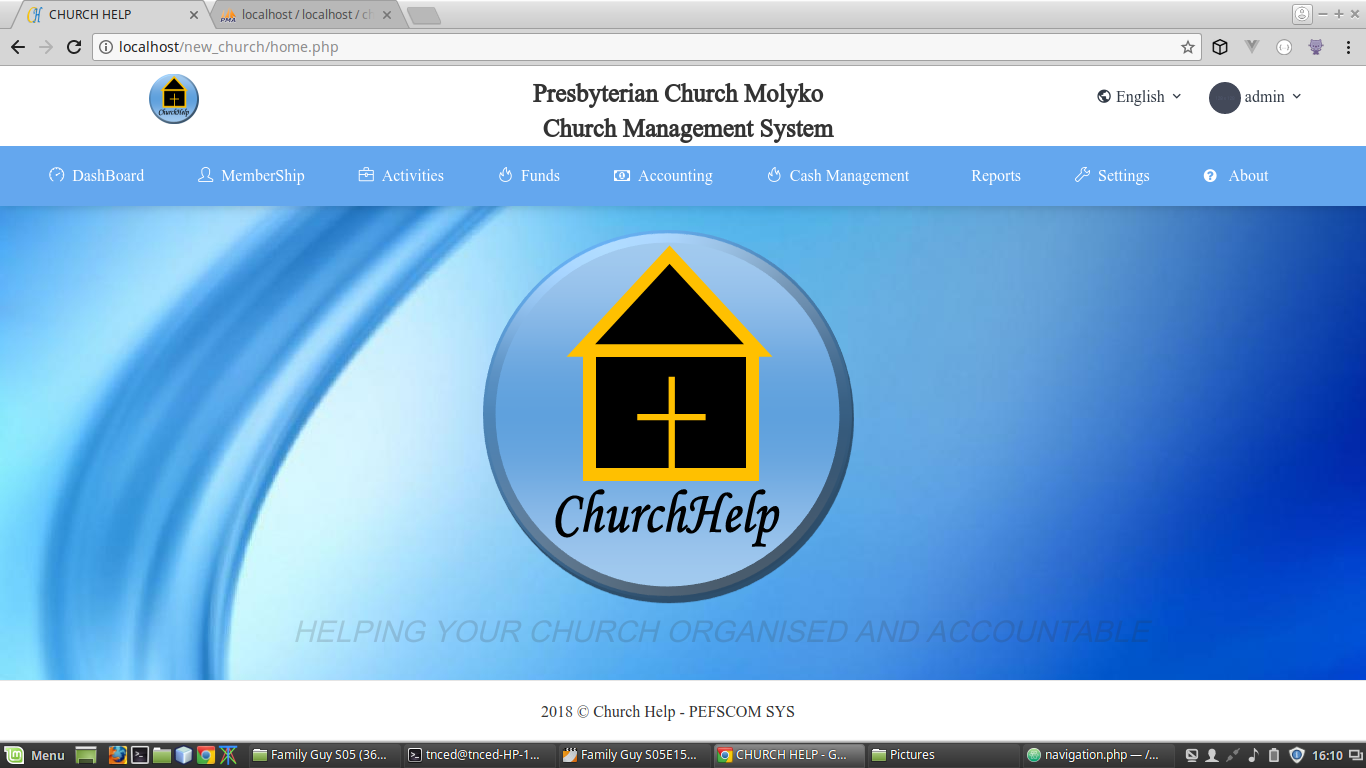 CHURCH HELP
localhost / localhost / ch
localhost/new_church/home.php
ChurchHelp
Presbyterian Church Molyko
Church Management System
English
admin
DashBoard
MemberShip
Activities
Funds
Accounting
Cash Management
Reports
Settings
About
ChurchHelp
HELPING YOUR CHURCH ORGANISED AND ACCOUNTABLE
2018 © Church Help - PEFSCOM SYS
Menu
Family Guy S05 (36...
tnced@tnced-HP-1...
Family Guy S05E15...
CHURCH HELP - G...
Pictures
navigation.php — /...
16:10